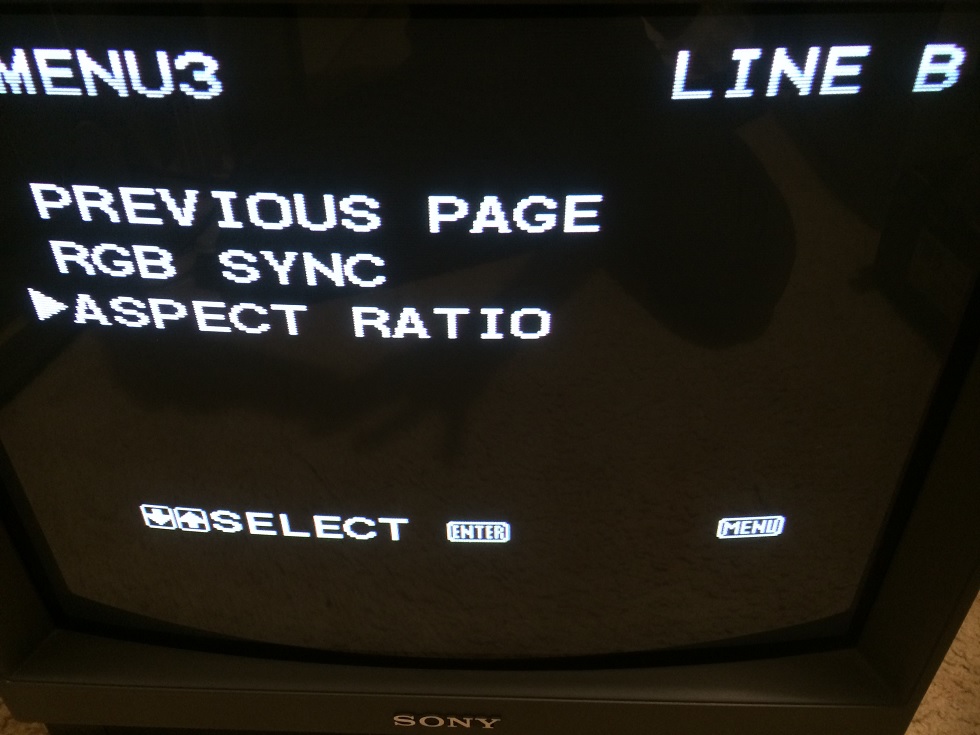 MENU3 LINE B
PREVIOUS PAGE
RGB SYNC
▶ASPECT RATIO
⬇⬆SELECT ENTER MENU
SONY